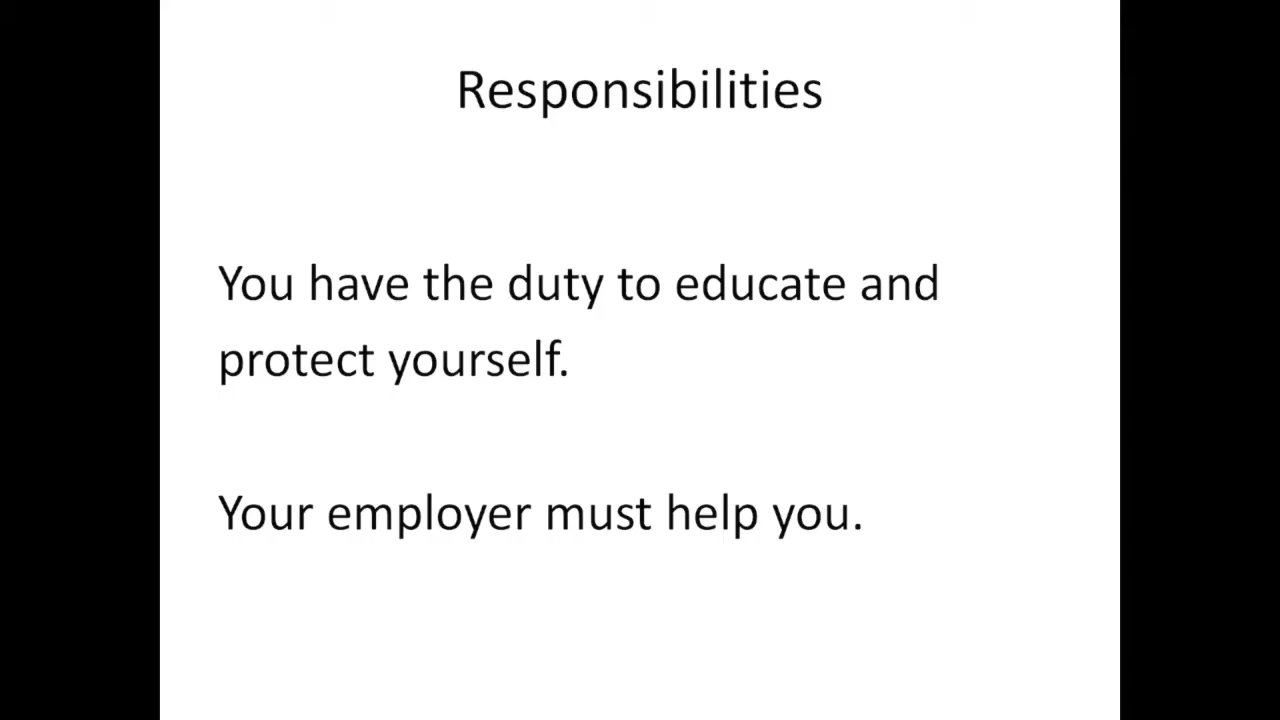 Responsibilities
You have the duty to educate and
protect yourself.
Your employer must help you.